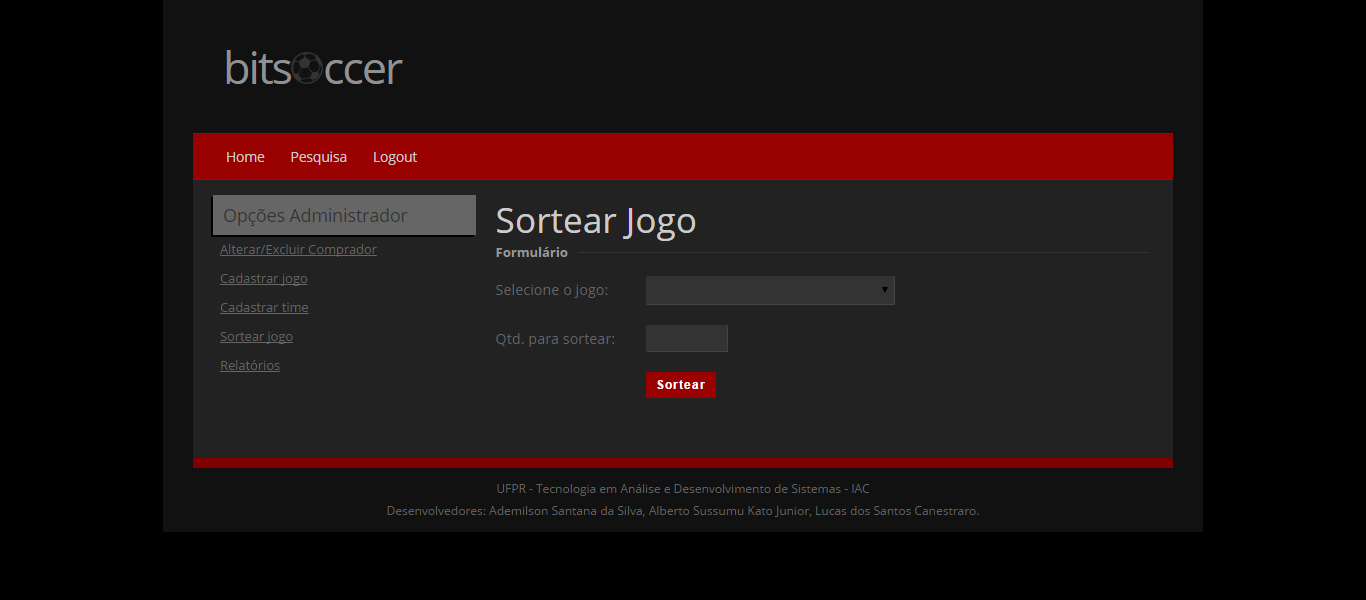 bitsoccer
Home Pesquisa Logout
Opções Administrador
Alterar/Excluir Comprador
Cadastrar jogo
Cadastrar time
Sortear jogo
Relatórios
Sortear Jogo
Formulário
Selecione o jogo:
Qtd. para sortear:
Sortear
UFPR - Tecnologia em Análise e Desenvolvimento de Sistemas - IAC
Desenvolvedores: Ademilson Santana da Silva, Alberto Sussumu Kato Junior, Lucas dos Santos Canestraro.